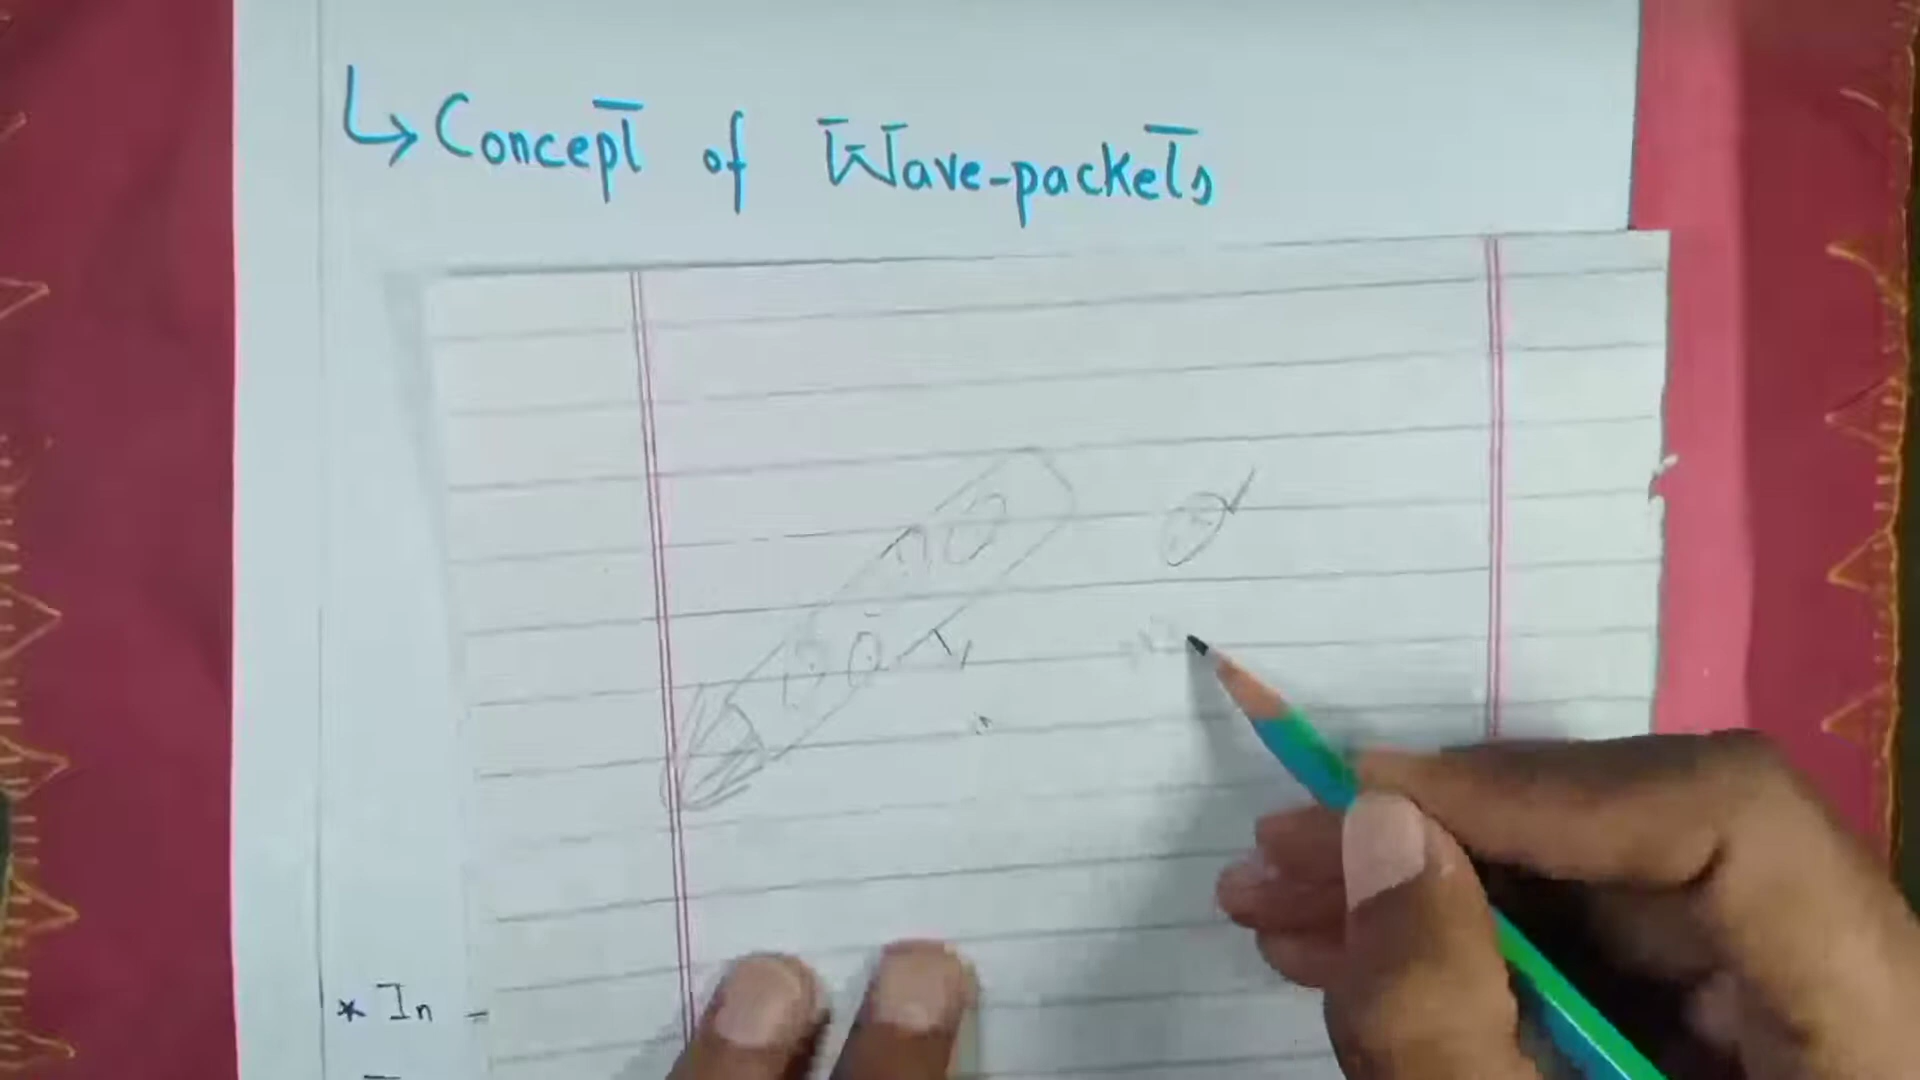 ↳ Concept of Wave-packets
* In -